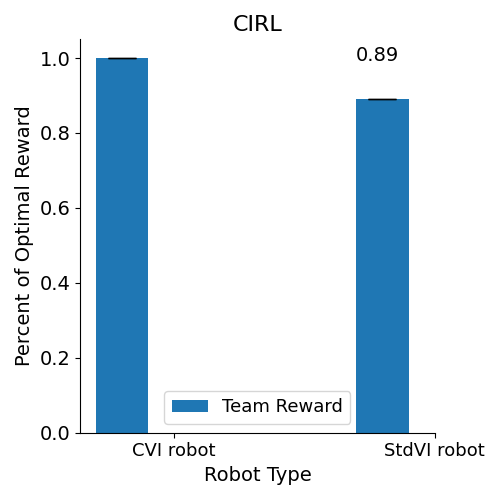 CIRL
0.89
1.0
0.8
0.6
0.4
0.2
0.0
Percent of Optimal Reward
Team Reward
CVI robot
StdVI robot
Robot Type